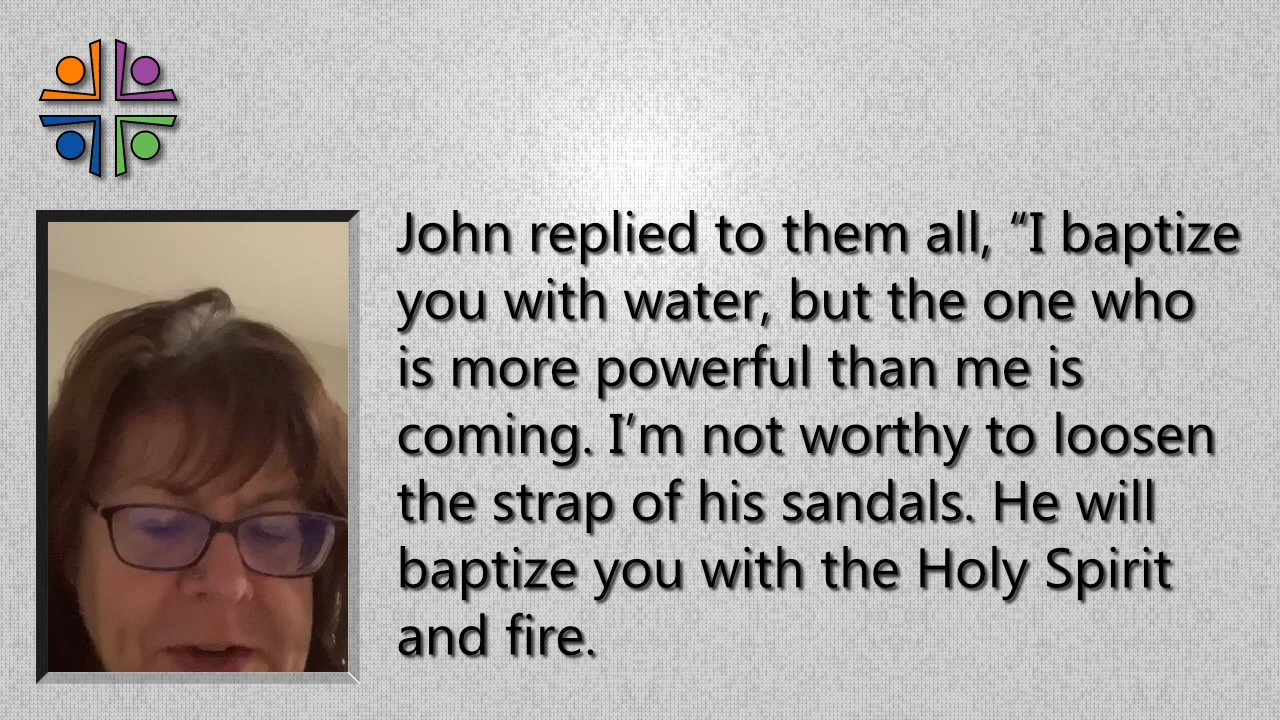 John replied to them all, “I baptize
you with water, but the one who
is more powerful than me is
coming. I’m not worthy to loosen
the strap of his sandals. He will
baptize you with the Holy Spirit
and fire.